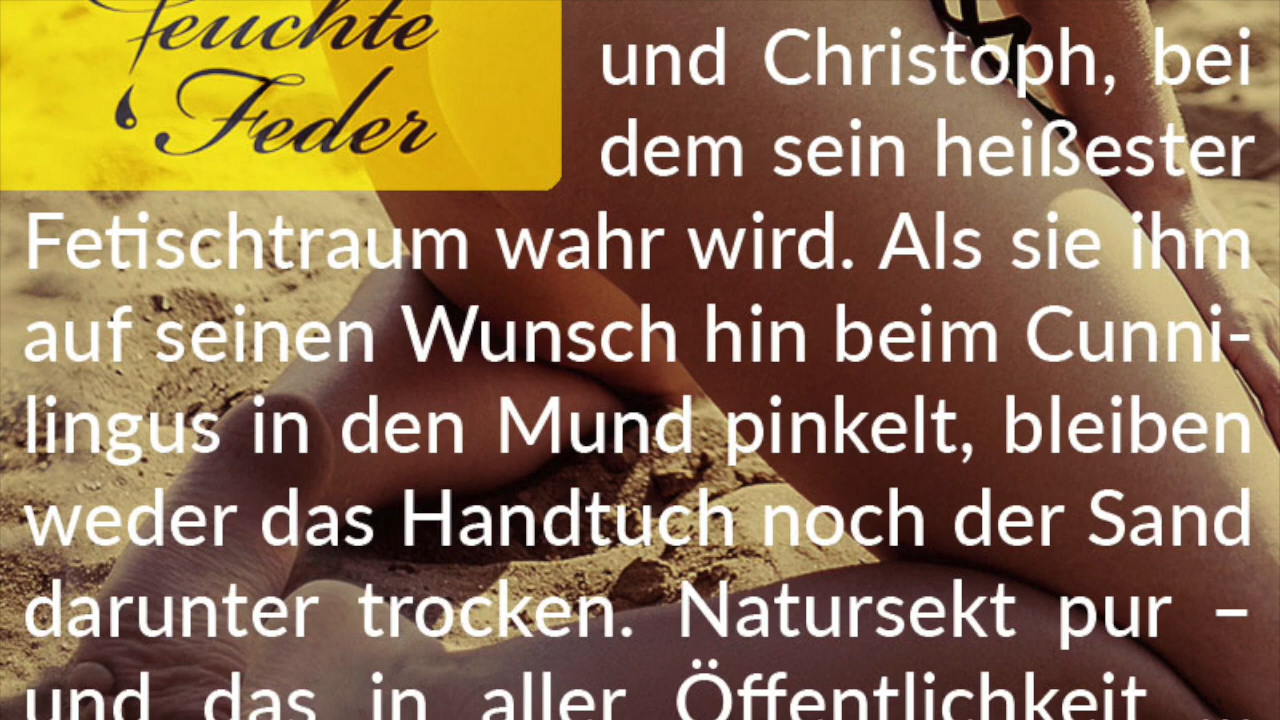 feuchte
Feder
und Christoph, bei
dem sein heißester
Fetischtraum wahr wird. Als sie ihm
auf seinen Wunsch hin beim Cunni-
lingus in den Mund pinkelt, bleiben
weder das Handtuch noch der Sand
darunter trocken. Natursekt pur –
und das in aller Öffentlichkeit